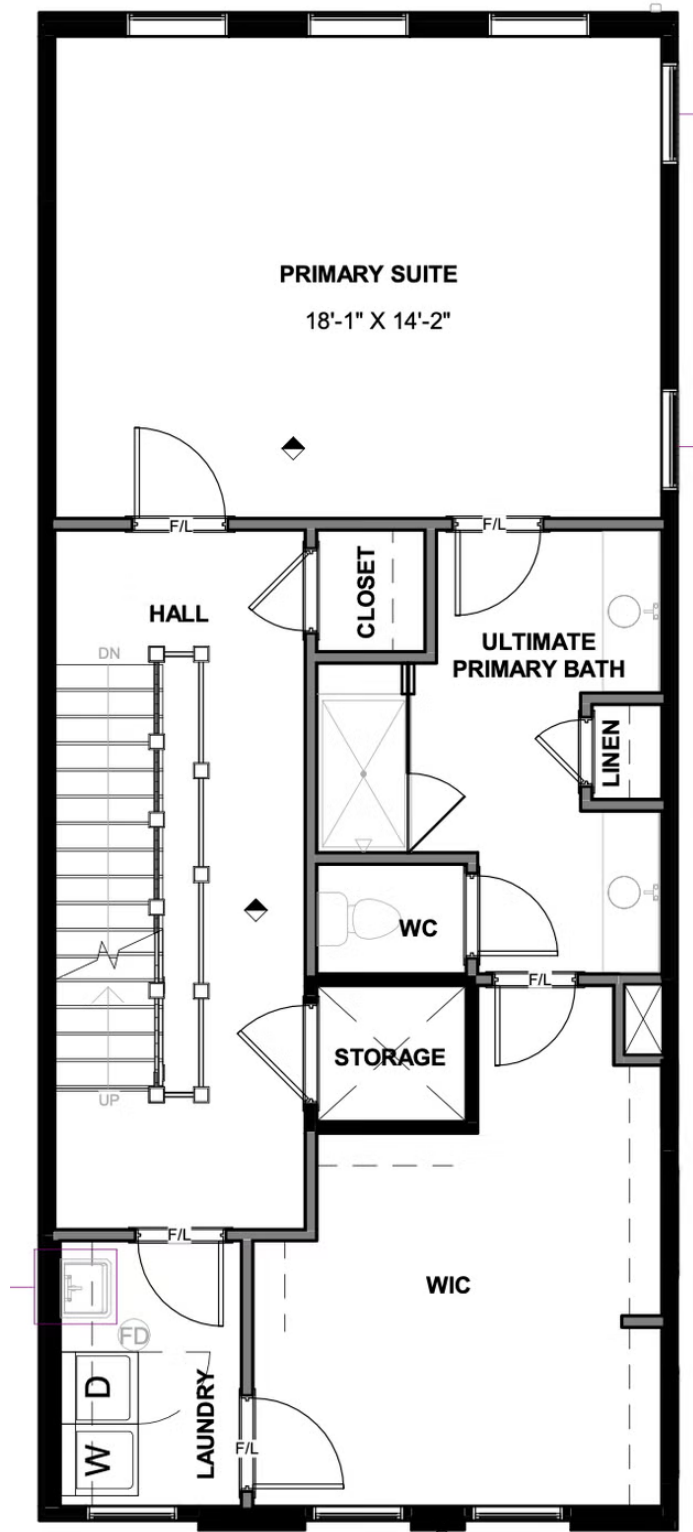 PRIMARY SUITE
18'-1" X 14'-2"
F/L
F/L
CLOSET
HALL
ULTIMATE
PRIMARY BATH
DN
LINEN
WC
F/L
STORAGE
UP
F/L
WIC
FD
D
LAUNDRY
W
F/L